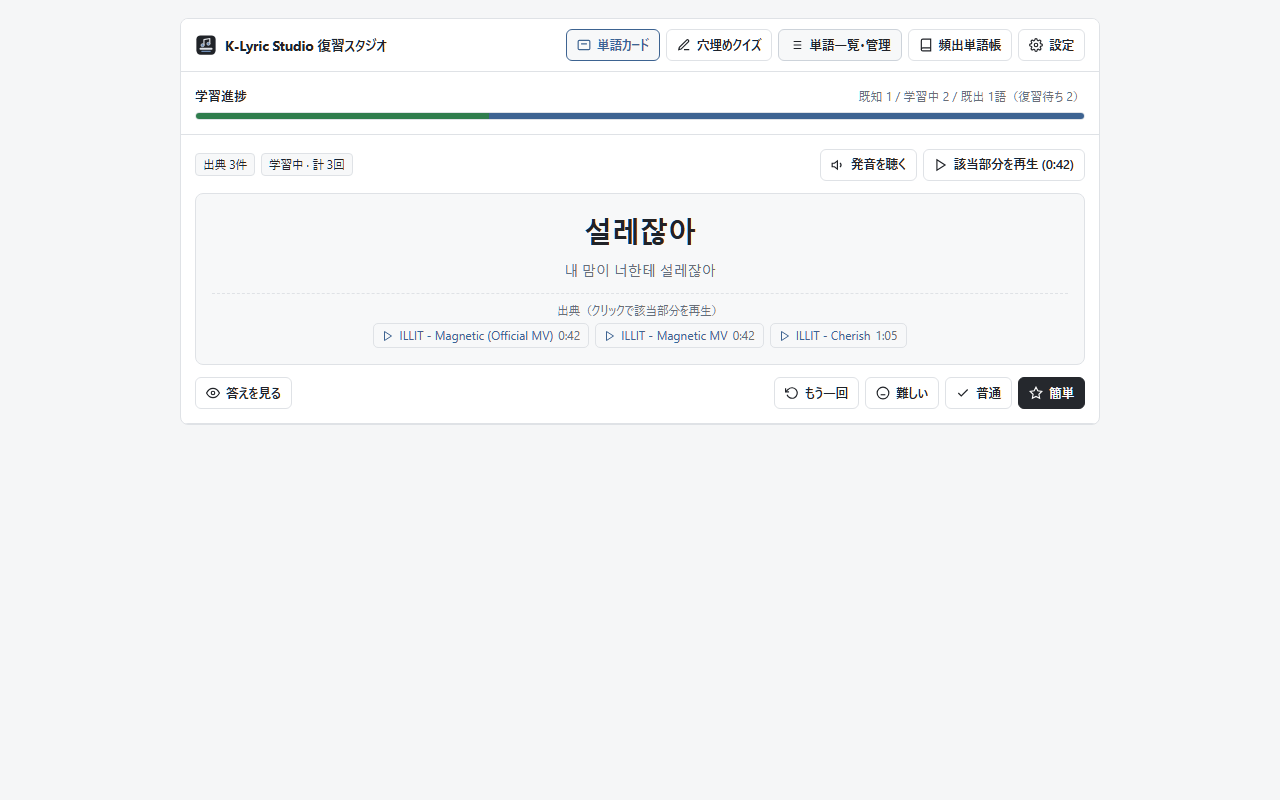 K-Lyric Studio 復習スタジオ
単語カード
穴埋めクイズ
単語一覧・管理
頻出単語帳
設定
学習進捗
既知 1 / 学習中 2 / 既出 1語（復習待ち 2）
出典 3件
学習中 · 計 3回
発音を聴く
該当部分を再生 (0:42)
설레잖아
내 맘이 너한테 설레잖아
出典（クリックで該当部分を再生）
ILLIT - Magnetic (Official MV) 0:42
ILLIT - Magnetic MV 0:42
ILLIT - Cherish 1:05
答えを見る
もう一回
難しい
普通
簡単